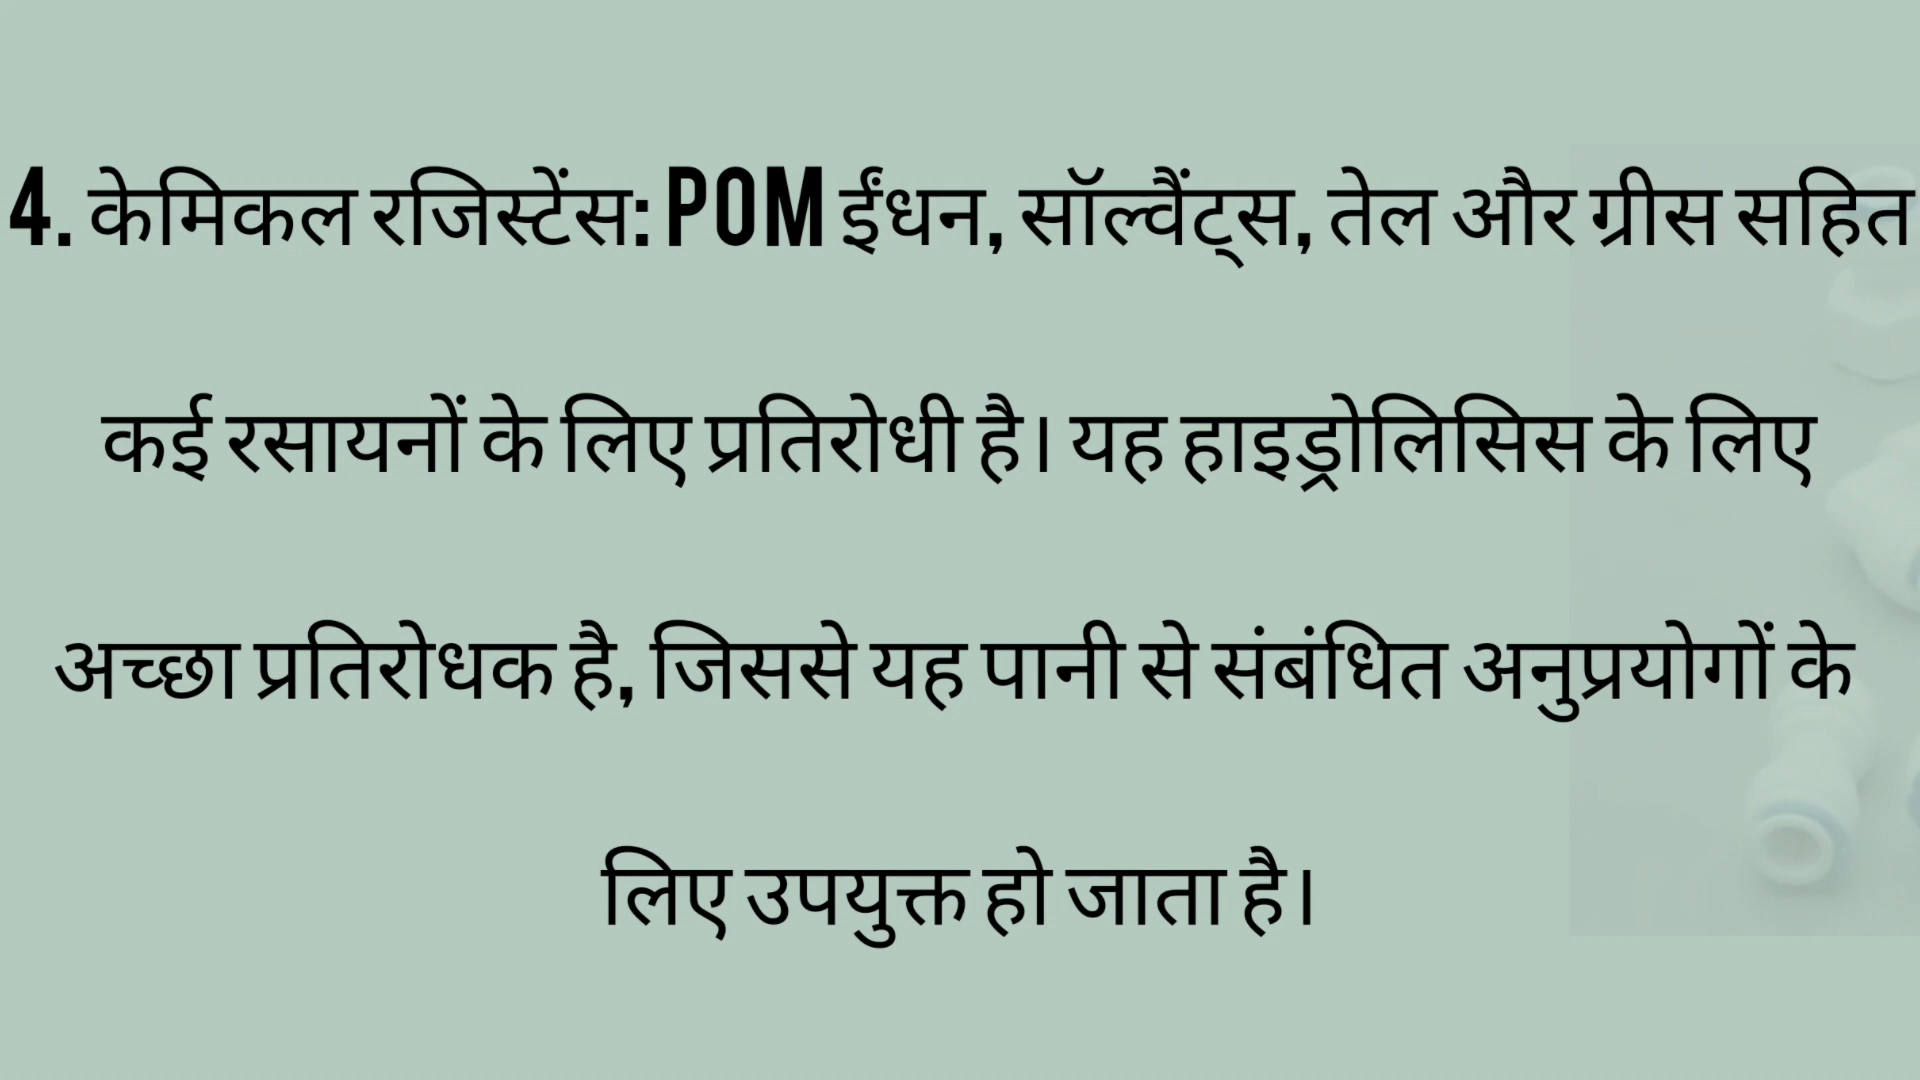 4. केमिकल रजिस्टेंस: POM ईंधन, सॉल्वैंट्स, तेल और ग्रीस सहित
कई रसायनों के लिए प्रतिरोधी है। यह हाइड्रोलिसिस के लिए
अच्छा प्रतिरोधक है, जिससे यह पानी से संबंधित अनुप्रयोगों के
लिए उपयुक्त हो जाता है।